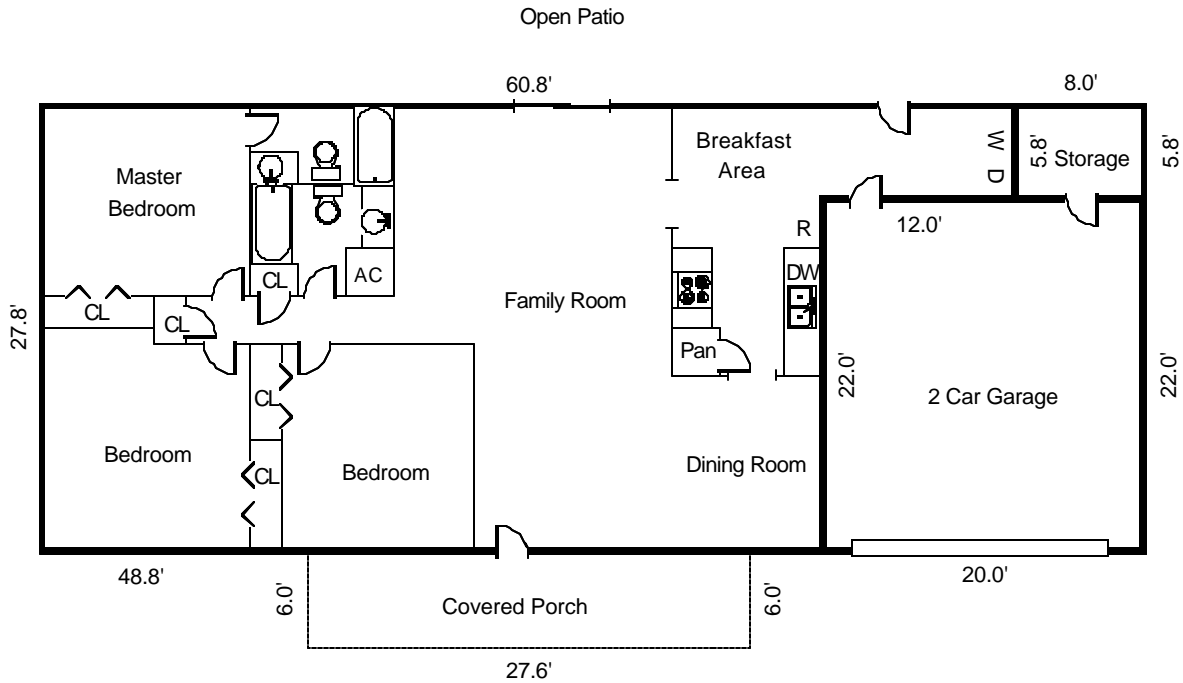 Open Patio
60.8'
8.0'
Breakfast
Area
W
D
5.8'
Storage
5.8'
Master
Bedroom
12.0'
R
DW
AC
CL
CL
CL
Family Room
27.8'
Pan
22.0'
2 Car Garage
22.0'
CL
Bedroom
CL
Bedroom
Dining Room
48.8'
6.0'
Covered Porch
6.0'
20.0'
27.6'